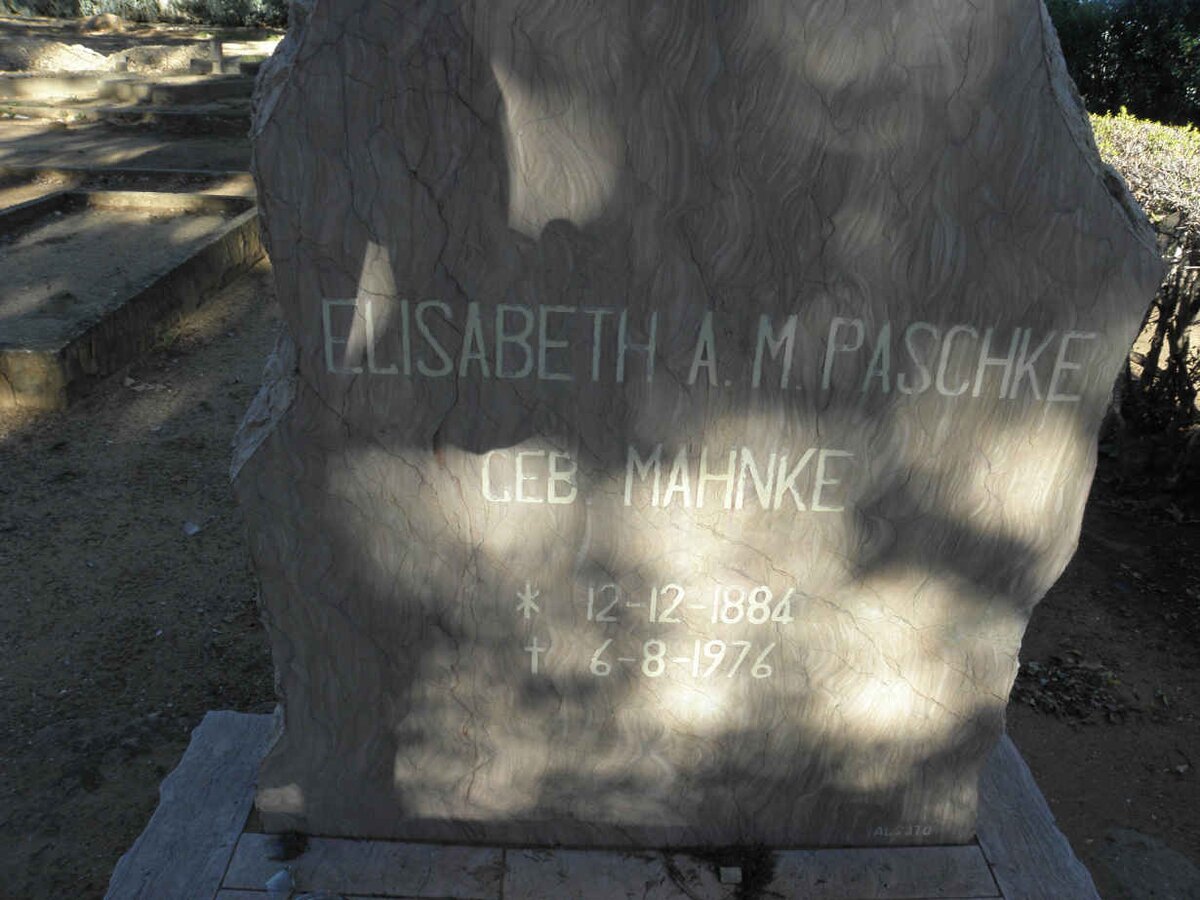 ELISABETH A. M. PASCHKE
GEB. MAHNKE
* 12-12-1884
† 6-8-1976